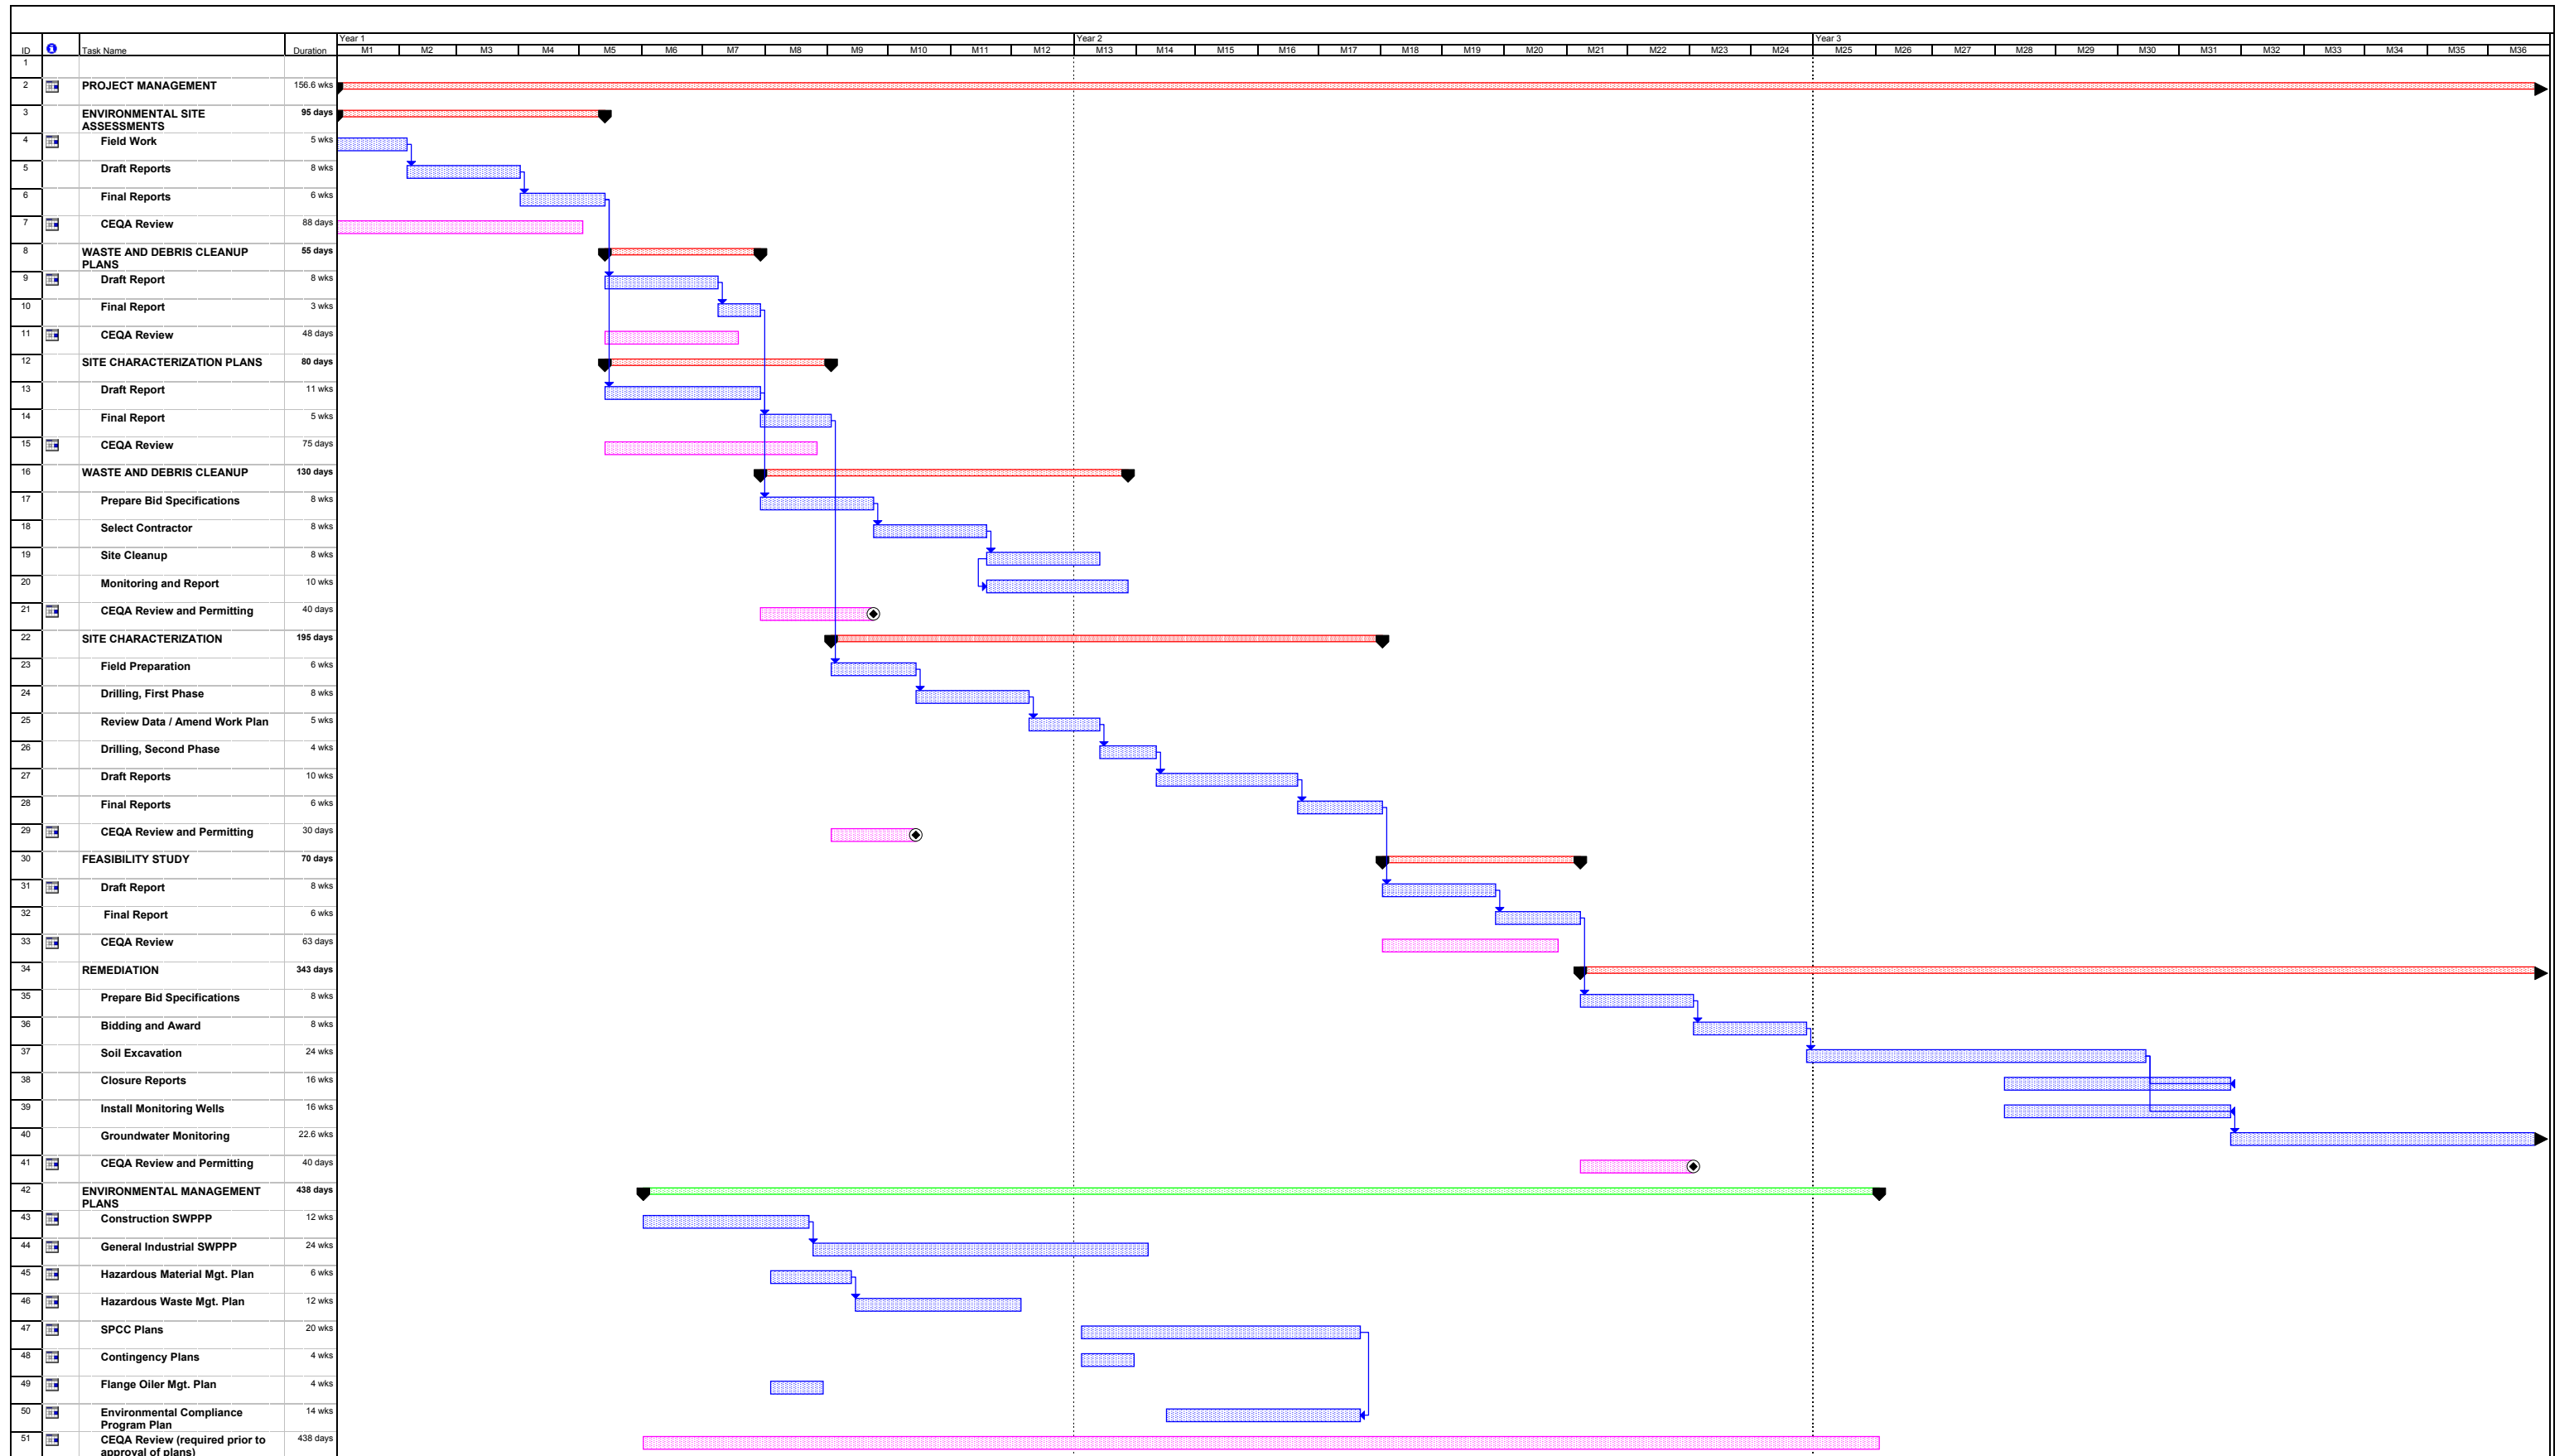 Year 1 Year 2 Year 3
ID Task Name Duration M1 M2 M3 M4 M5 M6 M7 M8 M9 M10 M11 M12 M13 M14 M15 M16 M17 M18 M19 M20 M21 M22 M23 M24 M25 M26 M27 M28 M29 M30 M31 M32 M33 M34 M35 M36
1
2 PROJECT MANAGEMENT 156.6 wks
3 ENVIRONMENTAL SITE 95 days
ASSESSMENTS
4 Field Work 5 wks
5 Draft Reports 8 wks
6 Final Reports 6 wks
7 CEQA Review 88 days
8 WASTE AND DEBRIS CLEANUP 55 days
PLANS
9 Draft Report 8 wks
10 Final Report 3 wks
11 CEQA Review 48 days
12 SITE CHARACTERIZATION PLANS 80 days
13 Draft Report 11 wks
14 Final Report 5 wks
15 CEQA Review 75 days
16 WASTE AND DEBRIS CLEANUP 130 days
17 Prepare Bid Specifications 8 wks
18 Select Contractor 8 wks
19 Site Cleanup 8 wks
20 Monitoring and Report 10 wks
21 CEQA Review and Permitting 40 days
22 SITE CHARACTERIZATION 195 days
23 Field Preparation 6 wks
24 Drilling, First Phase 8 wks
25 Review Data / Amend Work Plan 5 wks
26 Drilling, Second Phase 4 wks
27 Draft Reports 10 wks
28 Final Reports 6 wks
29 CEQA Review and Permitting 30 days
30 FEASIBILITY STUDY 70 days
31 Draft Report 8 wks
32 Final Report 6 wks
33 CEQA Review 63 days
34 REMEDIATION 343 days
35 Prepare Bid Specifications 8 wks
36 Bidding and Award 8 wks
37 Soil Excavation 24 wks
38 Closure Reports 16 wks
39 Install Monitoring Wells 16 wks
40 Groundwater Monitoring 22.6 wks
41 CEQA Review and Permitting 40 days
42 ENVIRONMENTAL MANAGEMENT 438 days
PLANS
43 Construction SWPPP 12 wks
44 General Industrial SWPPP 24 wks
45 Hazardous Material Mgt. Plan 6 wks
46 Hazardous Waste Mgt. Plan 12 wks
47 SPCC Plans 20 wks
48 Contingency Plans 4 wks
49 Flange Oiler Mgt. Plan 4 wks
50 Environmental Compliance 14 wks
Program Plan
51 CEQA Review (required prior to 438 days
approval of plans)